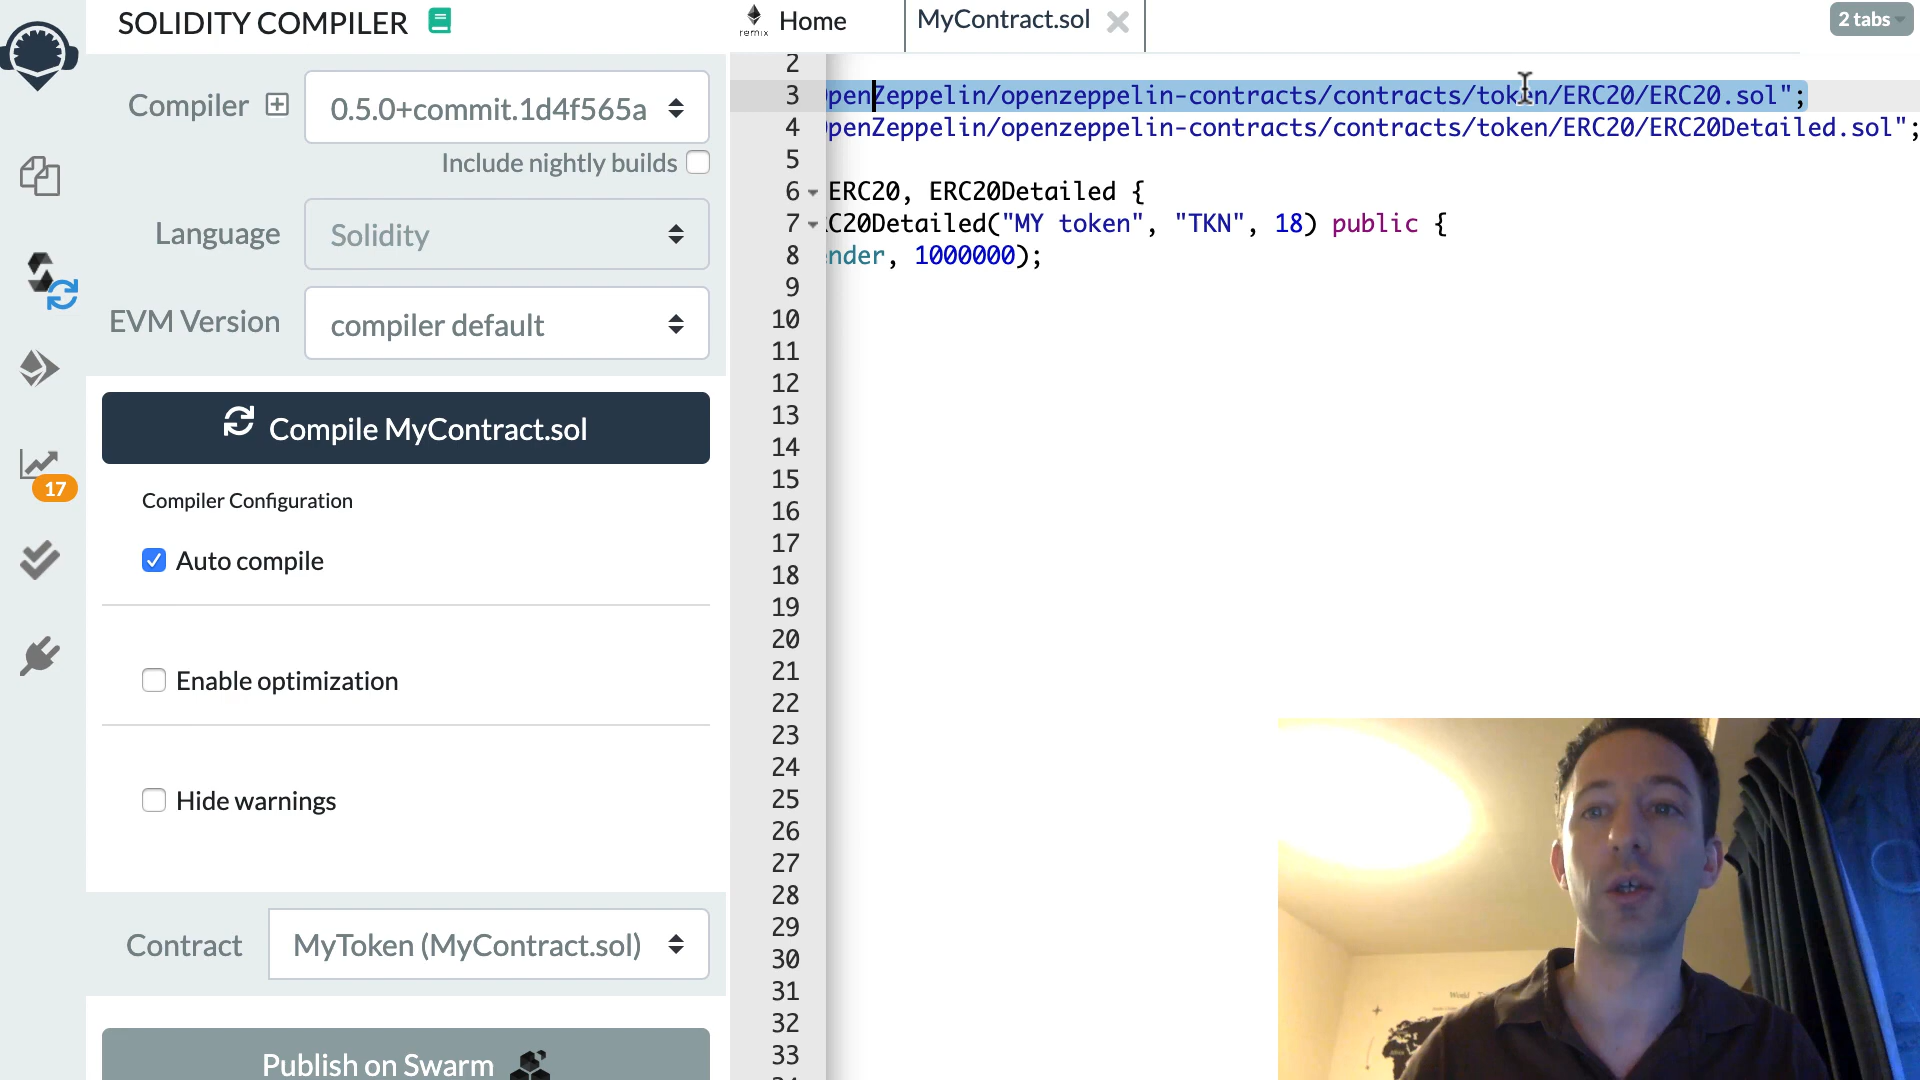 SOLIDITY COMPILER
Compiler
0.5.0+commit.1d4f565a
Include nightly builds
Language
Solidity
EVM Version
compiler default
Compile MyContract.sol
Compiler Configuration
Auto compile
Enable optimization
Hide warnings
Contract
MyToken (MyContract.sol)
Publish on Swarm
17
remix
Home
MyContract.sol
2 tabs
2
3 penZeppelin/openzeppelin-contracts/contracts/token/ERC20/ERC20.sol";
4 penZeppelin/openzeppelin-contracts/contracts/token/ERC20/ERC20Detailed.sol";
5
6 ERC20, ERC20Detailed {
7 C20Detailed("MY token", "TKN", 18) public {
8 nder, 1000000);
9
10
11
12
13
14
15
16
17
18
19
20
21
22
23
24
25
26
27
28
29
30
31
32
33
World